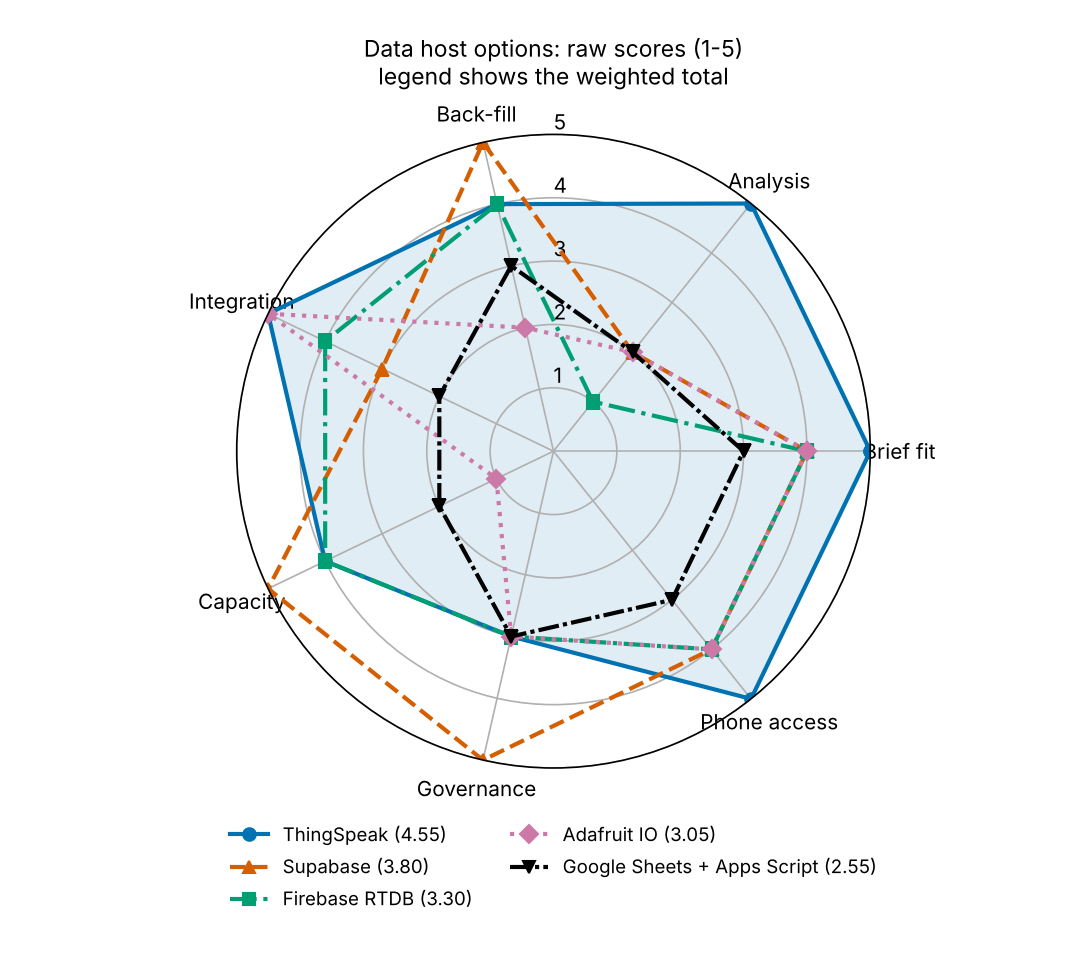 Data host options: raw scores (1-5)
legend shows the weighted total
Back-fill
5
Analysis
4
3
Integration
2
1
Brief fit
Capacity
Phone access
Governance
ThingSpeak (4.55)
Supabase (3.80)
Firebase RTDB (3.30)
Adafruit IO (3.05)
Google Sheets + Apps Script (2.55)